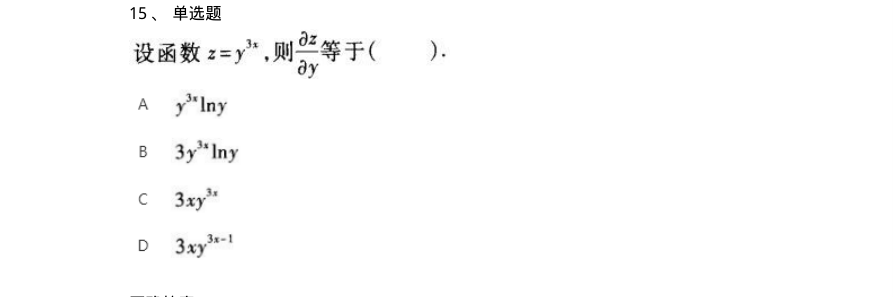 15、 单选题
设函数 z=y^{3x},则∂z/∂y等于(  ).
A y^{3x}lny
B 3y^{3x}lny
C 3xy^{3x}
D 3xy^{3x-1}